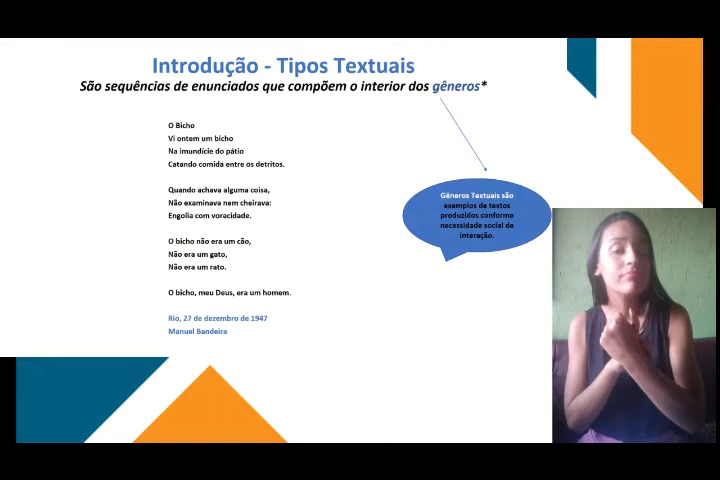 Introdução - Tipos Textuais
São sequências de enunciados que compõem o interior dos gêneros*
O Bicho
Vi ontem um bicho
Na imundície do pátio
Catando comida entre os detritos.
Quando achava alguma coisa,
Não examinava nem cheirava:
Engolia com voracidade.
O bicho não era um cão,
Não era um gato,
Não era um rato.
O bicho, meu Deus, era um homem.
Rio, 27 de dezembro de 1947
Manuel Bandeira
Gêneros Textuais são
exemplos de textos
produzidos conforme
necessidade social de
interação.